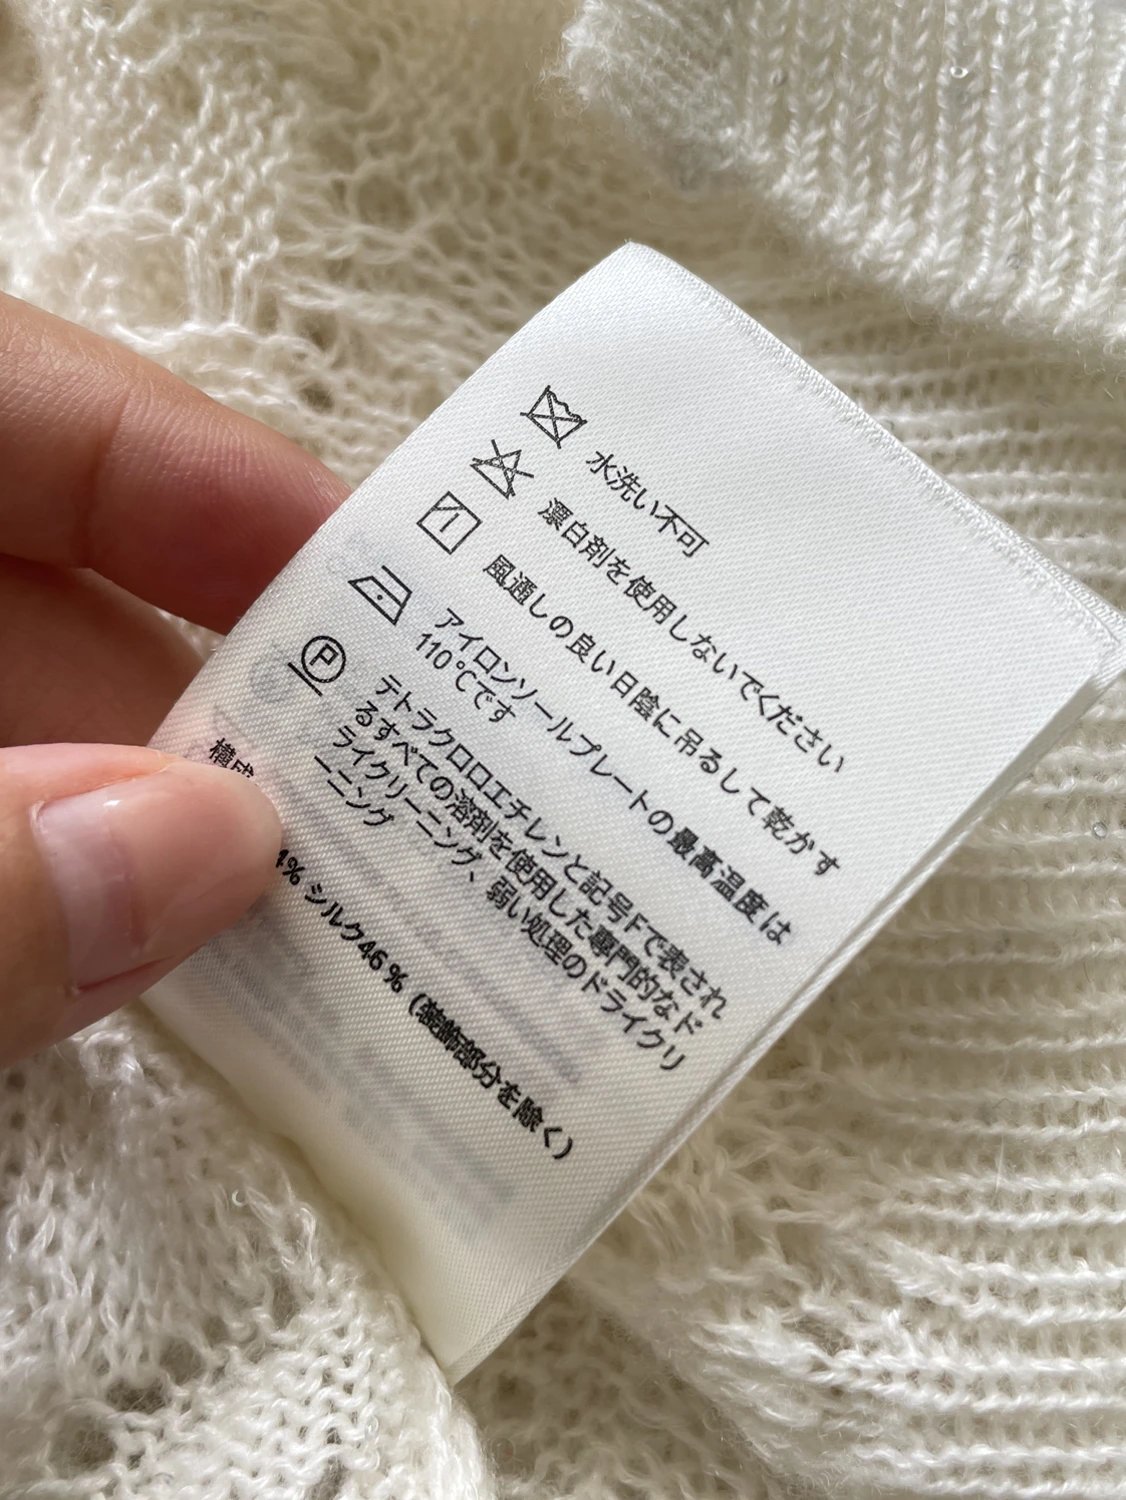 水洗い不可
漂白剤を使用しないでください
風通しの良い日陰に吊るして乾かす
アイロンソールプレートの最高温度は
110℃です
P
テトラクロロエチレンと記号Fで表され
るすべての溶剤を使用した專門的なド
ライクリーニング、弱い処理のドライクリ
ーニング
構成
4% シルク46%（装飾部分を除く）